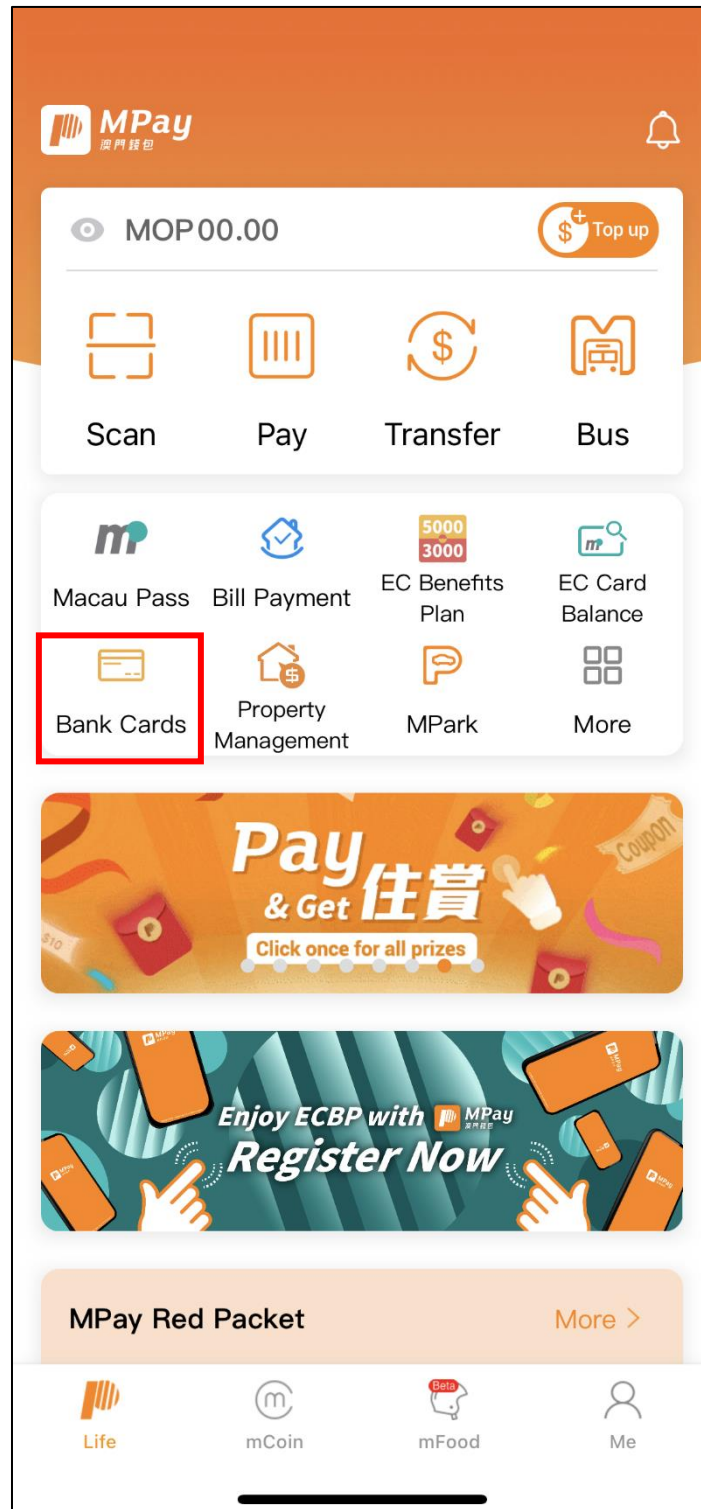 MPay
澳門錢包
MOP 00.00
$+ Top up
Scan Pay Transfer Bus
5000
3000
Macau Pass Bill Payment EC Benefits Plan EC Card Balance
Bank Cards Property Management MPark More
Pay
& Get 住賞
Click once for all prizes
Coupon
$10
Enjoy ECBP with MPay
澳門錢包
Register Now
MPay Red Packet More >
Beta
Life mCoin mFood Me